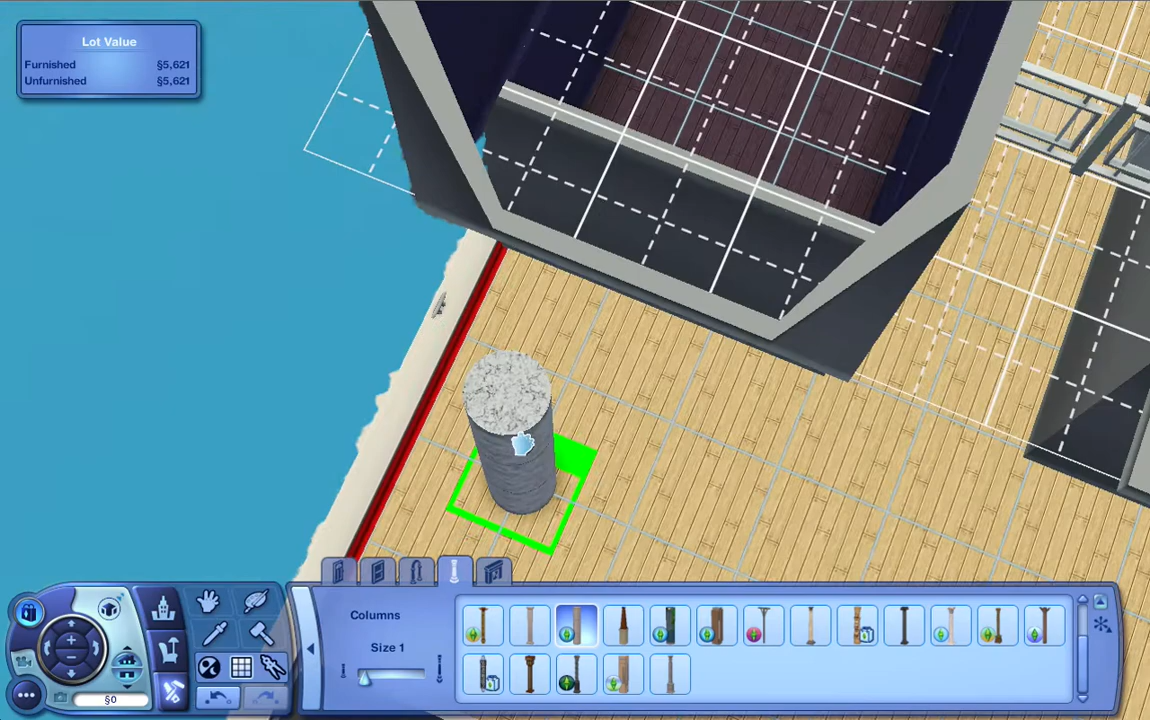 Lot Value
Furnished §5,621
Unfurnished §5,621
Columns
Size 1
§0